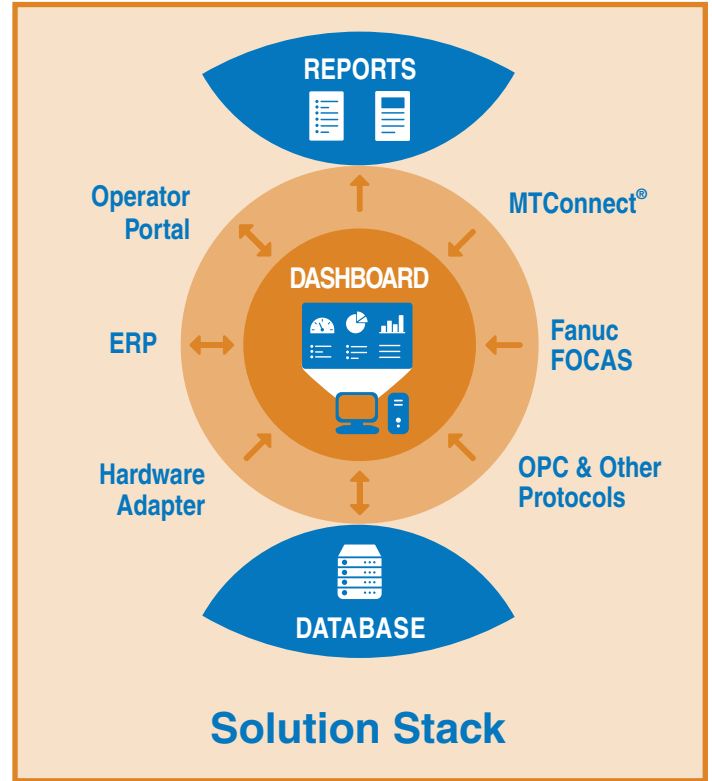 REPORTS
Operator
Portal
MTConnect®
DASHBOARD
ERP
Fanuc
FOCAS
Hardware
Adapter
OPC & Other
Protocols
DATABASE
Solution Stack